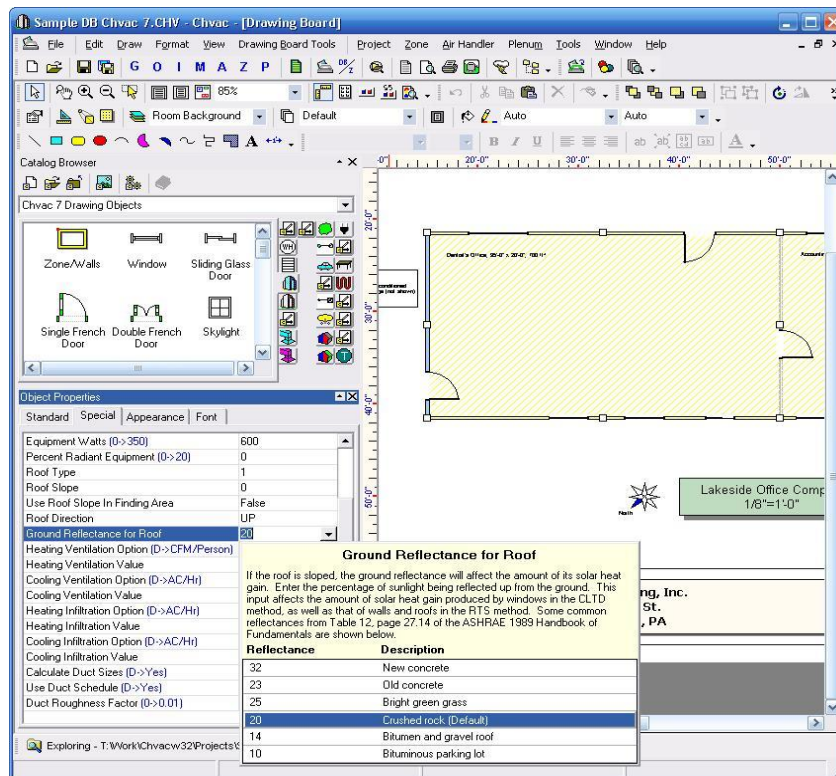 Sample DB Chvac 7.CHV - Chvac - [Drawing Board]
File Edit Draw Format View Drawing Board Tools Project Zone Air Handler Plenum Tools Window Help
G O I M A Z P
85%
Room Background Default Auto Auto
A B I U A
Catalog Browser
Chvac 7 Drawing Objects
Zone/Walls Window Sliding Glass Door
Single French Door Double French Door Skylight
WH
T
Object Properties
Standard Special Appearance Font
Equipment Watts (0->350) 600
Percent Radiant Equipment (0->20) 0
Roof Type 1
Roof Slope 0
Use Roof Slope In Finding Area False
Roof Direction UP
Ground Reflectance for Roof 20
Heating Ventilation Option (D->CFM/Person)
Heating Ventilation Value
Cooling Ventilation Option (D->AC/Hr)
Cooling Ventilation Value
Heating Infiltration Option (D->AC/Hr)
Heating Infiltration Value
Cooling Infiltration Option (D->AC/Hr)
Cooling Infiltration Value
Calculate Duct Sizes (D->Yes)
Use Duct Schedule (D->Yes)
Duct Roughness Factor (0->0.01)
Ground Reflectance for Roof
If the roof is sloped, the ground reflectance will affect the amount of its solar heat
gain. Enter the percentage of sunlight being reflected up from the ground. This
input affects the amount of solar heat gain produced by windows in the CLTD
method, as well as that of walls and roofs in the RTS method. Some common
reflectances from Table 12, page 27.14 of the ASHRAE 1989 Handbook of
Fundamentals are shown below.
Reflectance Description
32 New concrete
23 Old concrete
25 Bright green grass
20 Crushed rock (Default)
14 Bitumen and gravel roof
10 Bituminous parking lot
20'-0" 30'-0" 40'-0" 50'-0"
20'-0"
30'-0"
40'-0"
50'-0"
North
Lakeside Office Comp
1/8"=1'-0"
ng, Inc.
St.
, PA
Exploring - T:\Work\Chvacw32\Projects\S